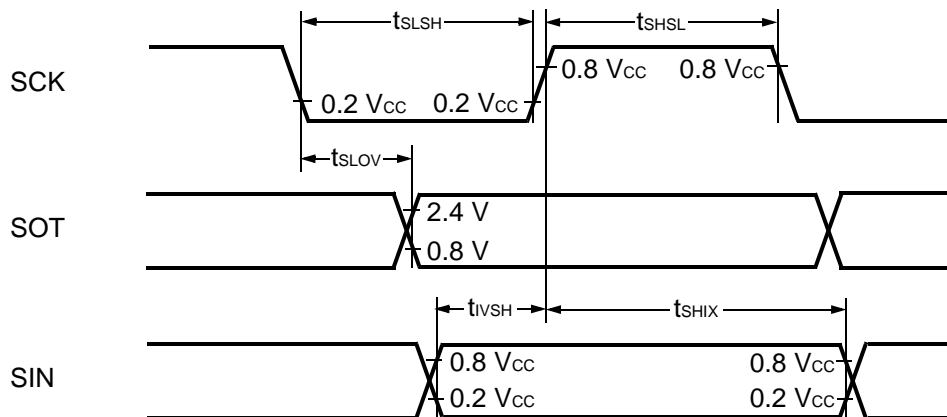 tSLSH tSHSL
SCK 0.8 VCC 0.8 VCC
0.2 VCC 0.2 VCC
tSLOV
SOT 2.4 V
0.8 V
tIVSH tSHIX
0.8 VCC 0.8 VCC
SIN 0.2 VCC 0.2 VCC